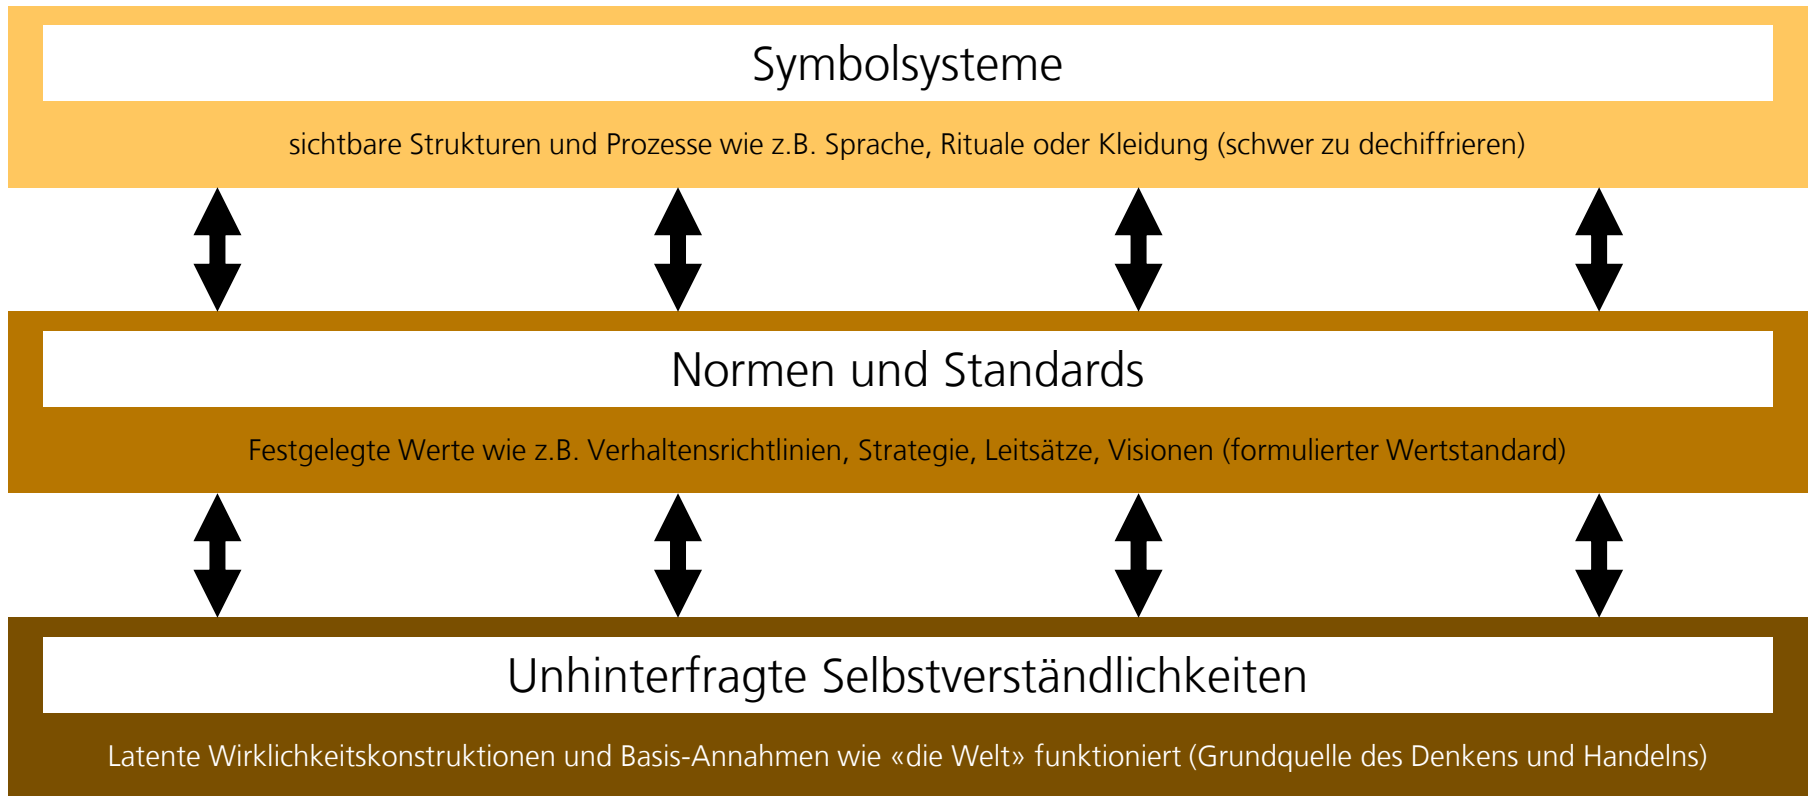 Symbolsysteme
sichtbare Strukturen und Prozesse wie z.B. Sprache, Rituale oder Kleidung (schwer zu dechiffrieren)
Normen und Standards
Festgelegte Werte wie z.B. Verhaltensrichtlinien, Strategie, Leitsätze, Visionen (formulierter Wertstandard)
Unhinterfragte Selbstverständlichkeiten
Latente Wirklichkeitskonstruktionen und Basis-Annahmen wie «die Welt» funktioniert (Grundquelle des Denkens und Handelns)